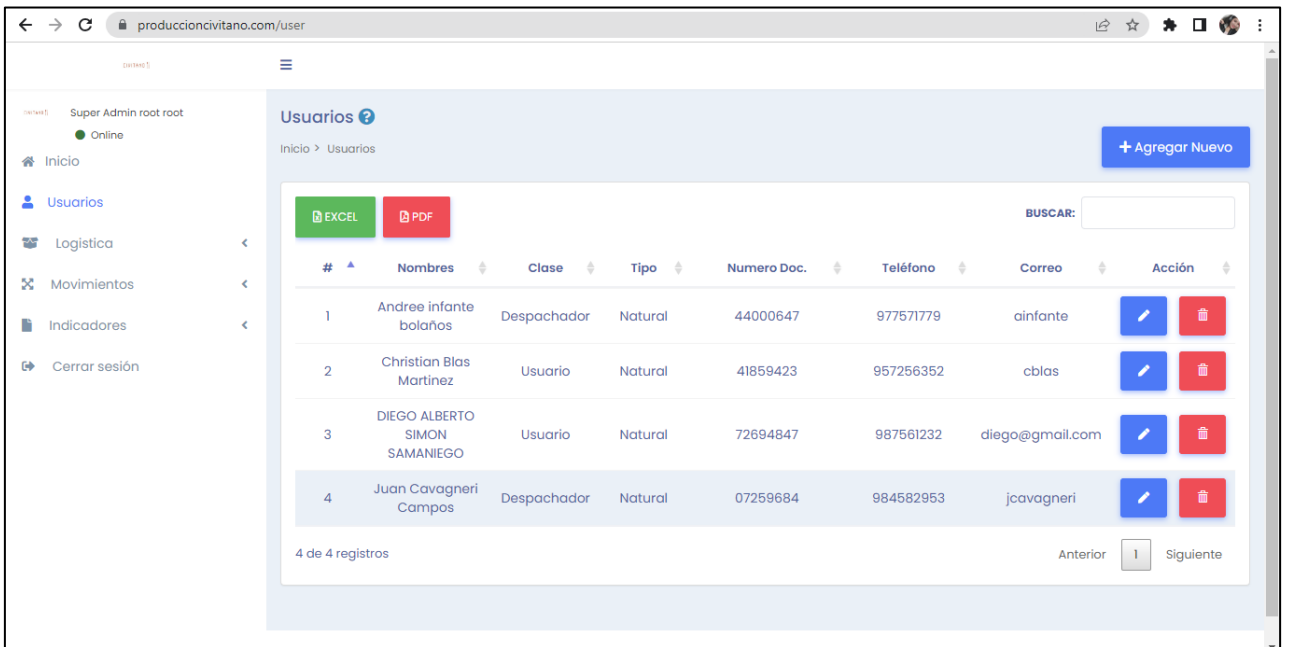 produccioncivitano.com/user
Super Admin root root
Online
Inicio
Usuarios
Logistica
Movimientos
Indicadores
Cerrar sesión
Usuarios ?
Inicio > Usuarios
+ Agregar Nuevo
EXCEL PDF BUSCAR:
# Nombres Clase Tipo Numero Doc. Teléfono Correo Acción
1 Andree infante bolaños Despachador Natural 44000647 977571779 ainfante
2 Christian Blas Martinez Usuario Natural 41859423 957256352 cblas
3 DIEGO ALBERTO SIMON SAMANIEGO Usuario Natural 72694847 987561232 diego@gmail.com
4 Juan Cavagneri Campos Despachador Natural 07259684 984582953 jcavagneri
4 de 4 registros Anterior 1 Siguiente